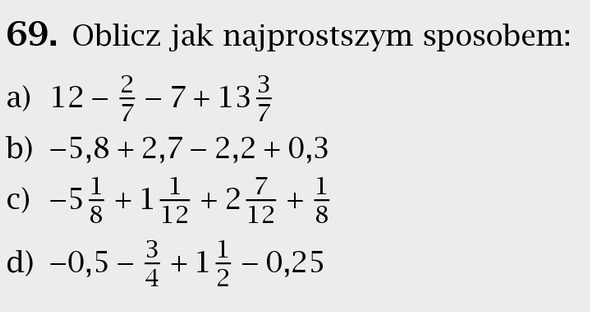 69. Oblicz jak najprostszym sposobem:
a) 12 – 2/7 – 7 + 13 3/7
b) –5,8 + 2,7 – 2,2 + 0,3
c) –5 1/8 + 1 1/12 + 2 7/12 + 1/8
d) –0,5 – 3/4 + 1 1/2 – 0,25